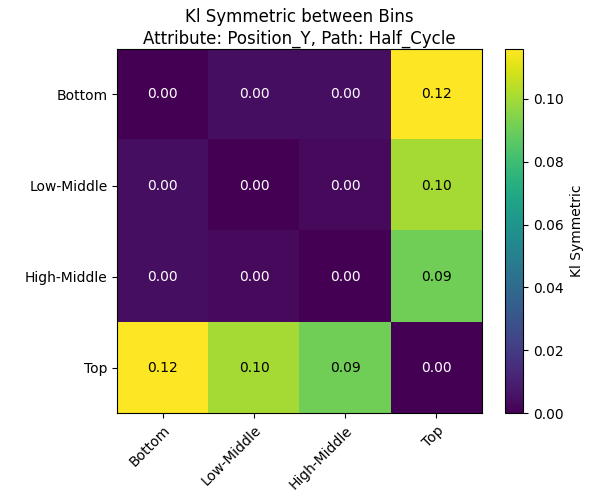 Kl Symmetric between Bins
Attribute: Position_Y, Path: Half_Cycle
Bottom 0.00 0.00 0.00 0.12
Low-Middle 0.00 0.00 0.00 0.10
High-Middle 0.00 0.00 0.00 0.09
Top 0.12 0.10 0.09 0.00
Bottom Low-Middle High-Middle Top
0.10
0.08
0.06
0.04
0.02
0.00
Kl Symmetric